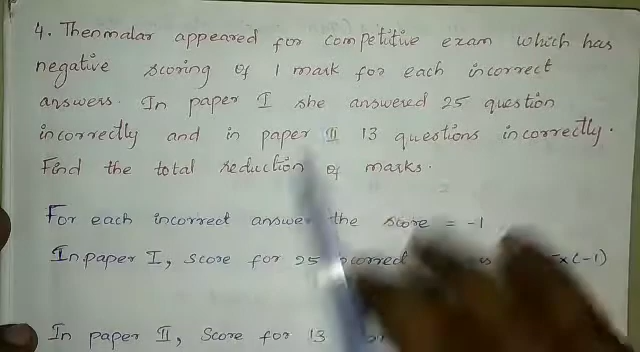 4. Thenmalar appeared for competitive exam which has
negative scoring of 1 mark for each incorrect
answers. In paper I she answered 25 question
incorrectly and in paper II 13 questions incorrectly.
Find the total reduction of marks.
For each incorrect answer the score = -1
In paper I, score for 25 x(-1)
In paper II, Score for 13